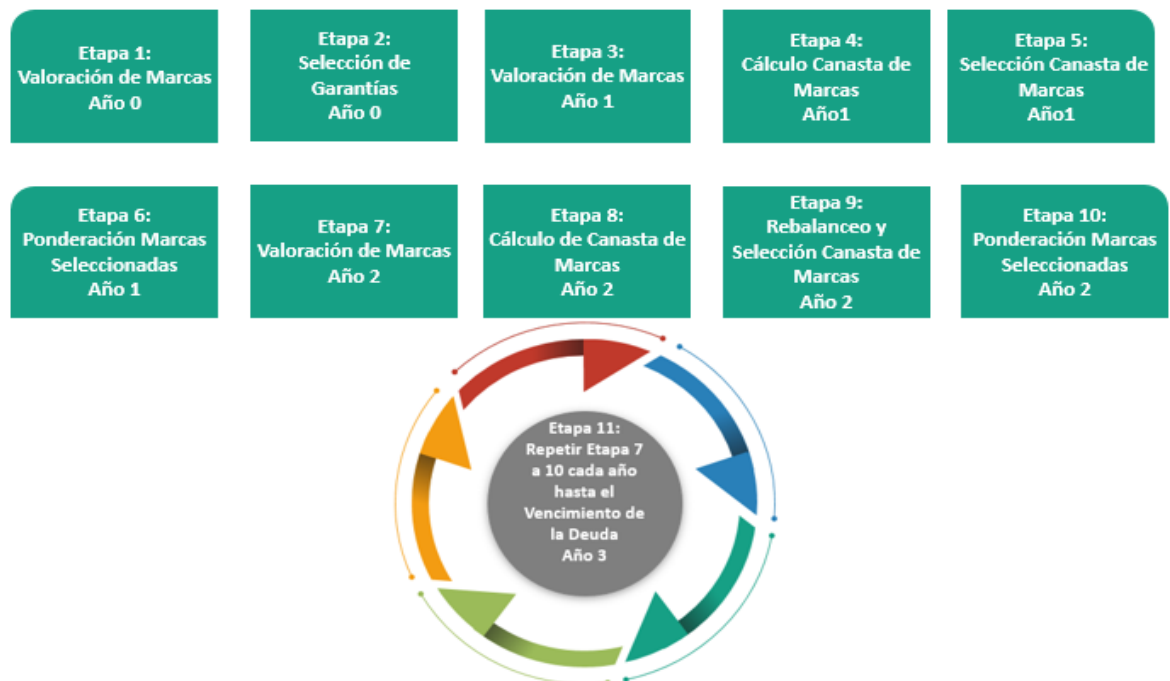 Etapa 1:
Valoración de Marcas
Año 0
Etapa 2:
Selección de
Garantías
Año 0
Etapa 3:
Valoración de Marcas
Año 1
Etapa 4:
Cálculo Canasta de
Marcas
Año1
Etapa 5:
Selección Canasta de
Marcas
Año1
Etapa 6:
Ponderación Marcas
Seleccionadas
Año 1
Etapa 7:
Valoración de Marcas
Año 2
Etapa 8:
Cálculo de Canasta de
Marcas
Año 2
Etapa 9:
Rebalanceo y
Selección Canasta de
Marcas
Año 2
Etapa 10:
Ponderación Marcas
Seleccionadas
Año 2
Etapa 11:
Repetir Etapa 7
a 10 cada año
hasta el
Vencimiento de
la Deuda
Año 3